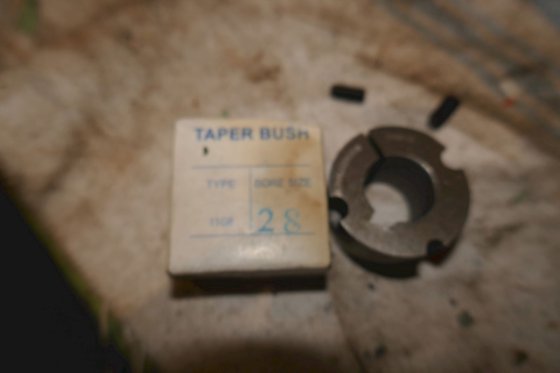 TAPER BUSH
TYPE BORE SIZE
28